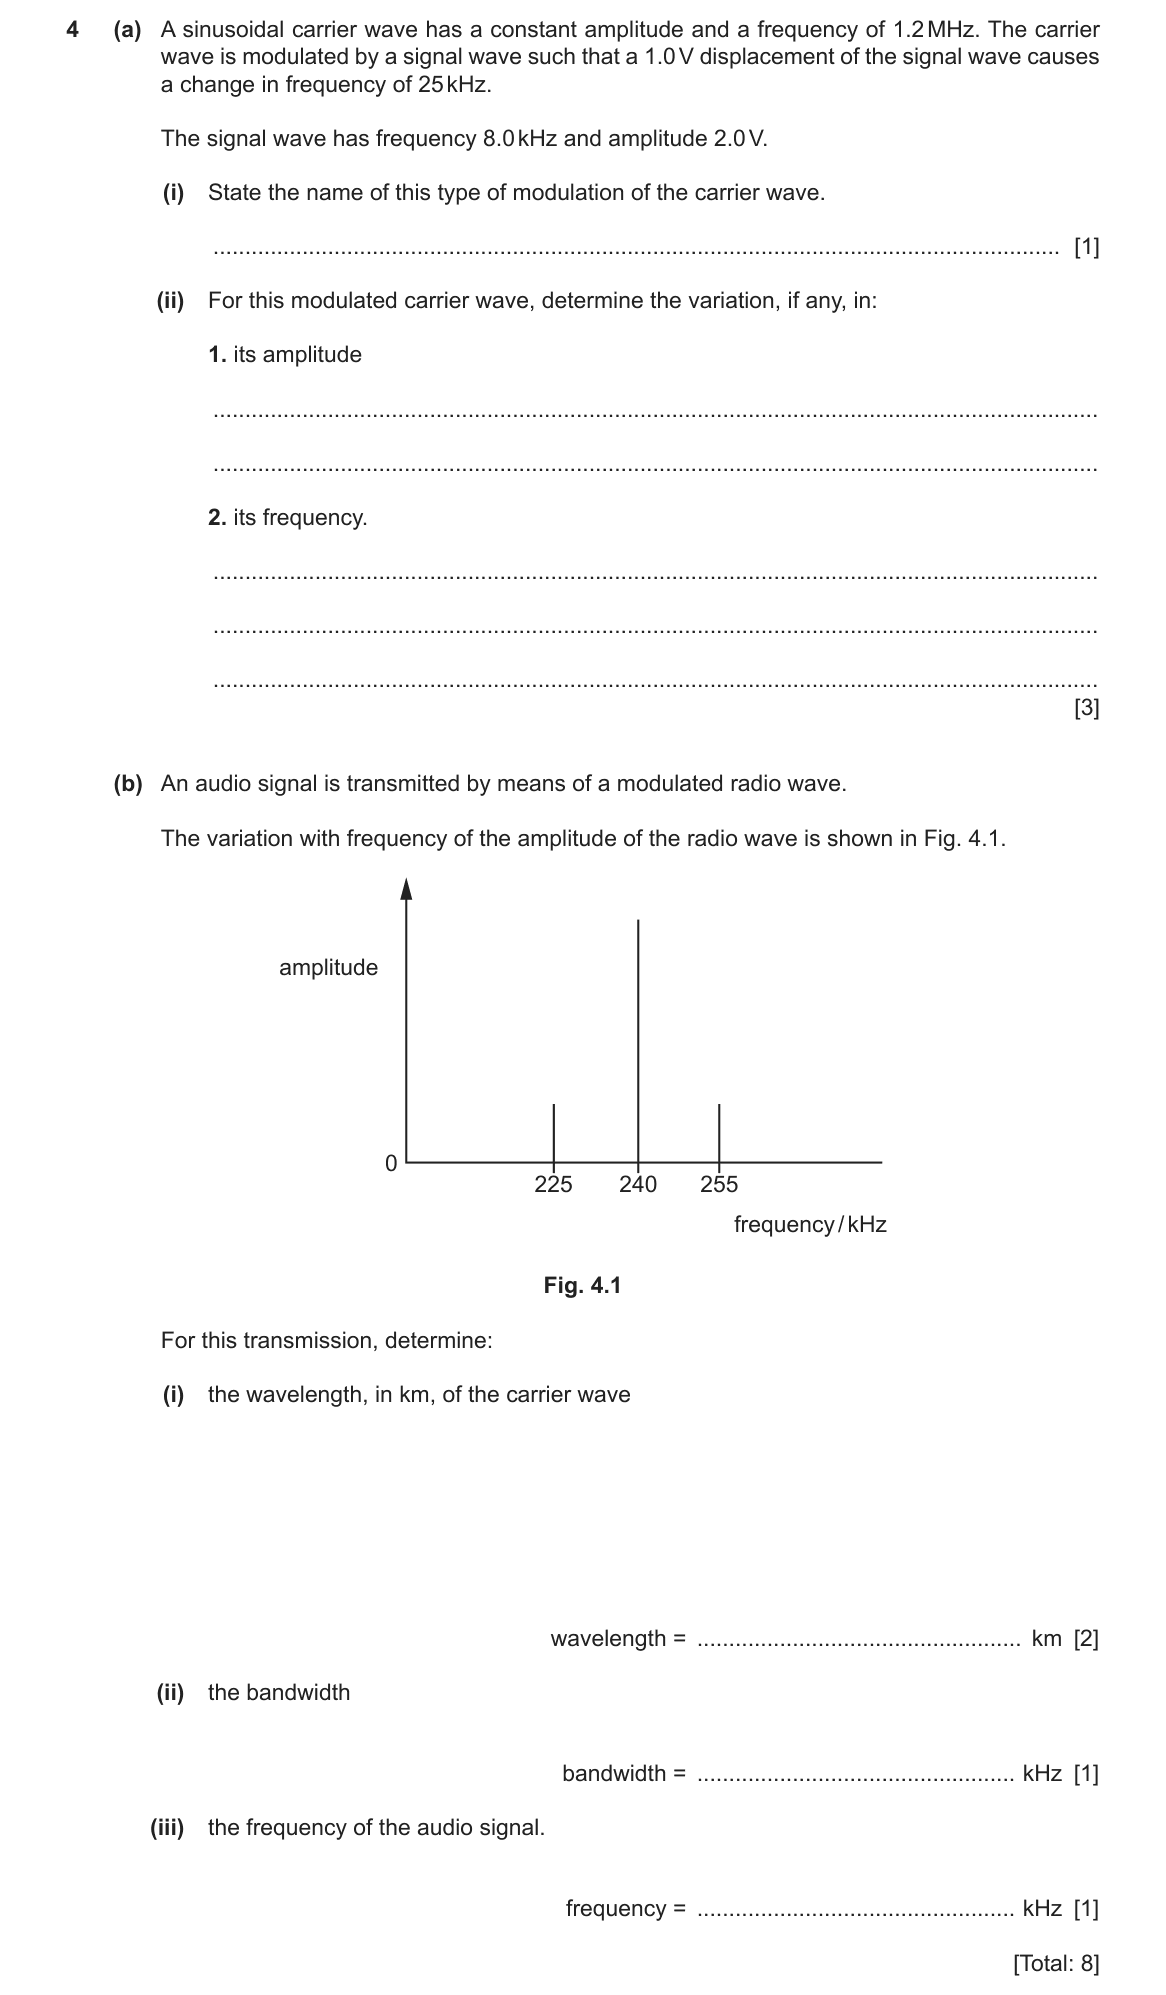 4 (a) A sinusoidal carrier wave has a constant amplitude and a frequency of 1.2 MHz. The carrier
wave is modulated by a signal wave such that a 1.0 V displacement of the signal wave causes
a change in frequency of 25 kHz.
The signal wave has frequency 8.0 kHz and amplitude 2.0 V.
(i) State the name of this type of modulation of the carrier wave.
.................................................................................................................................... [1]
(ii) For this modulated carrier wave, determine the variation, if any, in:
1. its amplitude
..........................................................................................................................................
..........................................................................................................................................
2. its frequency.
..........................................................................................................................................
..........................................................................................................................................
..........................................................................................................................................
[3]
(b) An audio signal is transmitted by means of a modulated radio wave.
The variation with frequency of the amplitude of the radio wave is shown in Fig. 4.1.
amplitude
0
225 240 255
frequency / kHz
Fig. 4.1
For this transmission, determine:
(i) the wavelength, in km, of the carrier wave
wavelength = .................................................. km [2]
(ii) the bandwidth
bandwidth = ................................................. kHz [1]
(iii) the frequency of the audio signal.
frequency = ................................................. kHz [1]
[Total: 8]